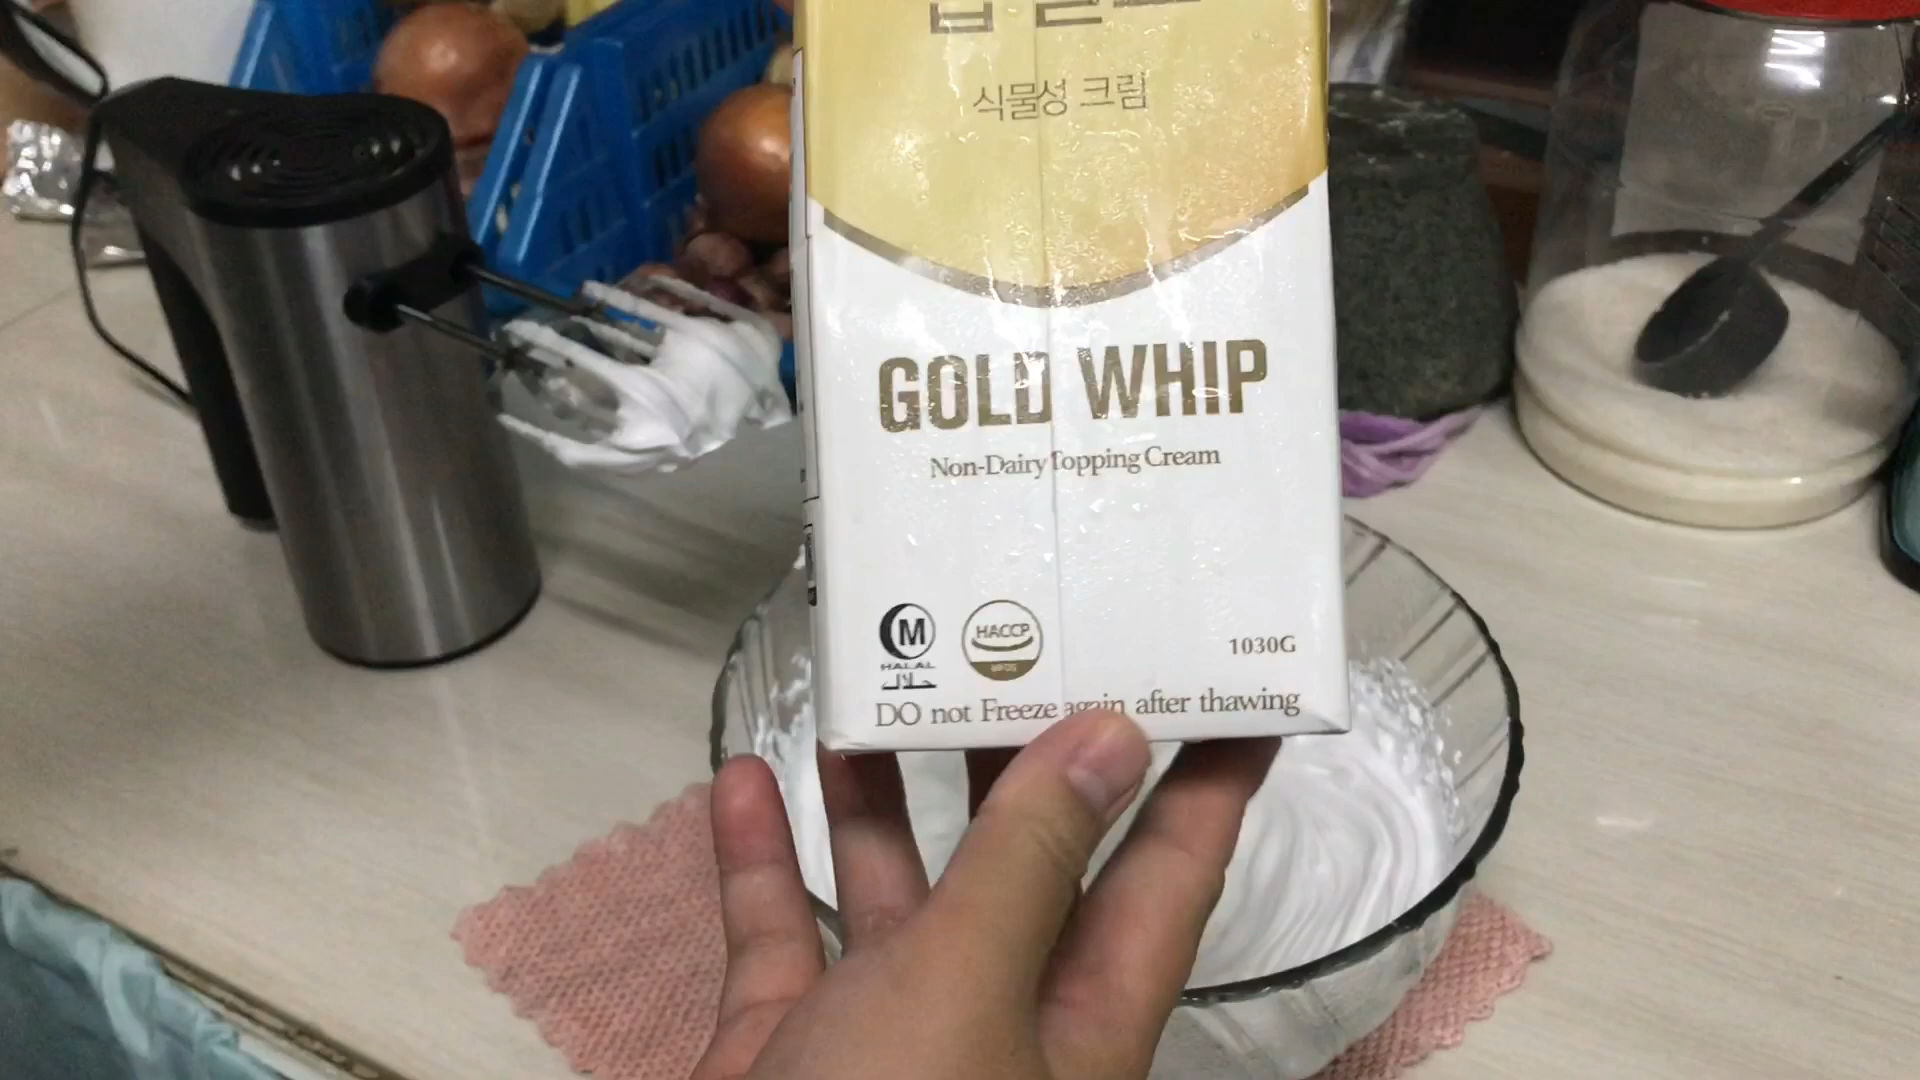 식물성 크림
GOLD WHIP
Non-Dairy Topping Cream
M
HALAL
حلال
HACCP
MFDS
1030G
DO not Freeze again after thawing